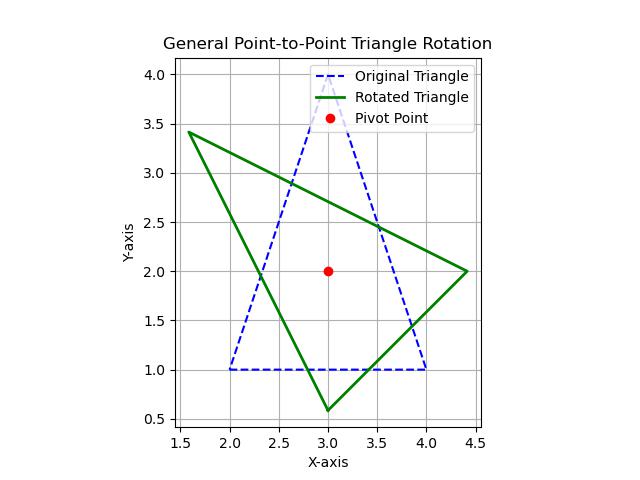 General Point-to-Point Triangle Rotation
Original Triangle
Rotated Triangle
Pivot Point
Y-axis
4.0
3.5
3.0
2.5
2.0
1.5
1.0
0.5
1.5 2.0 2.5 3.0 3.5 4.0 4.5
X-axis